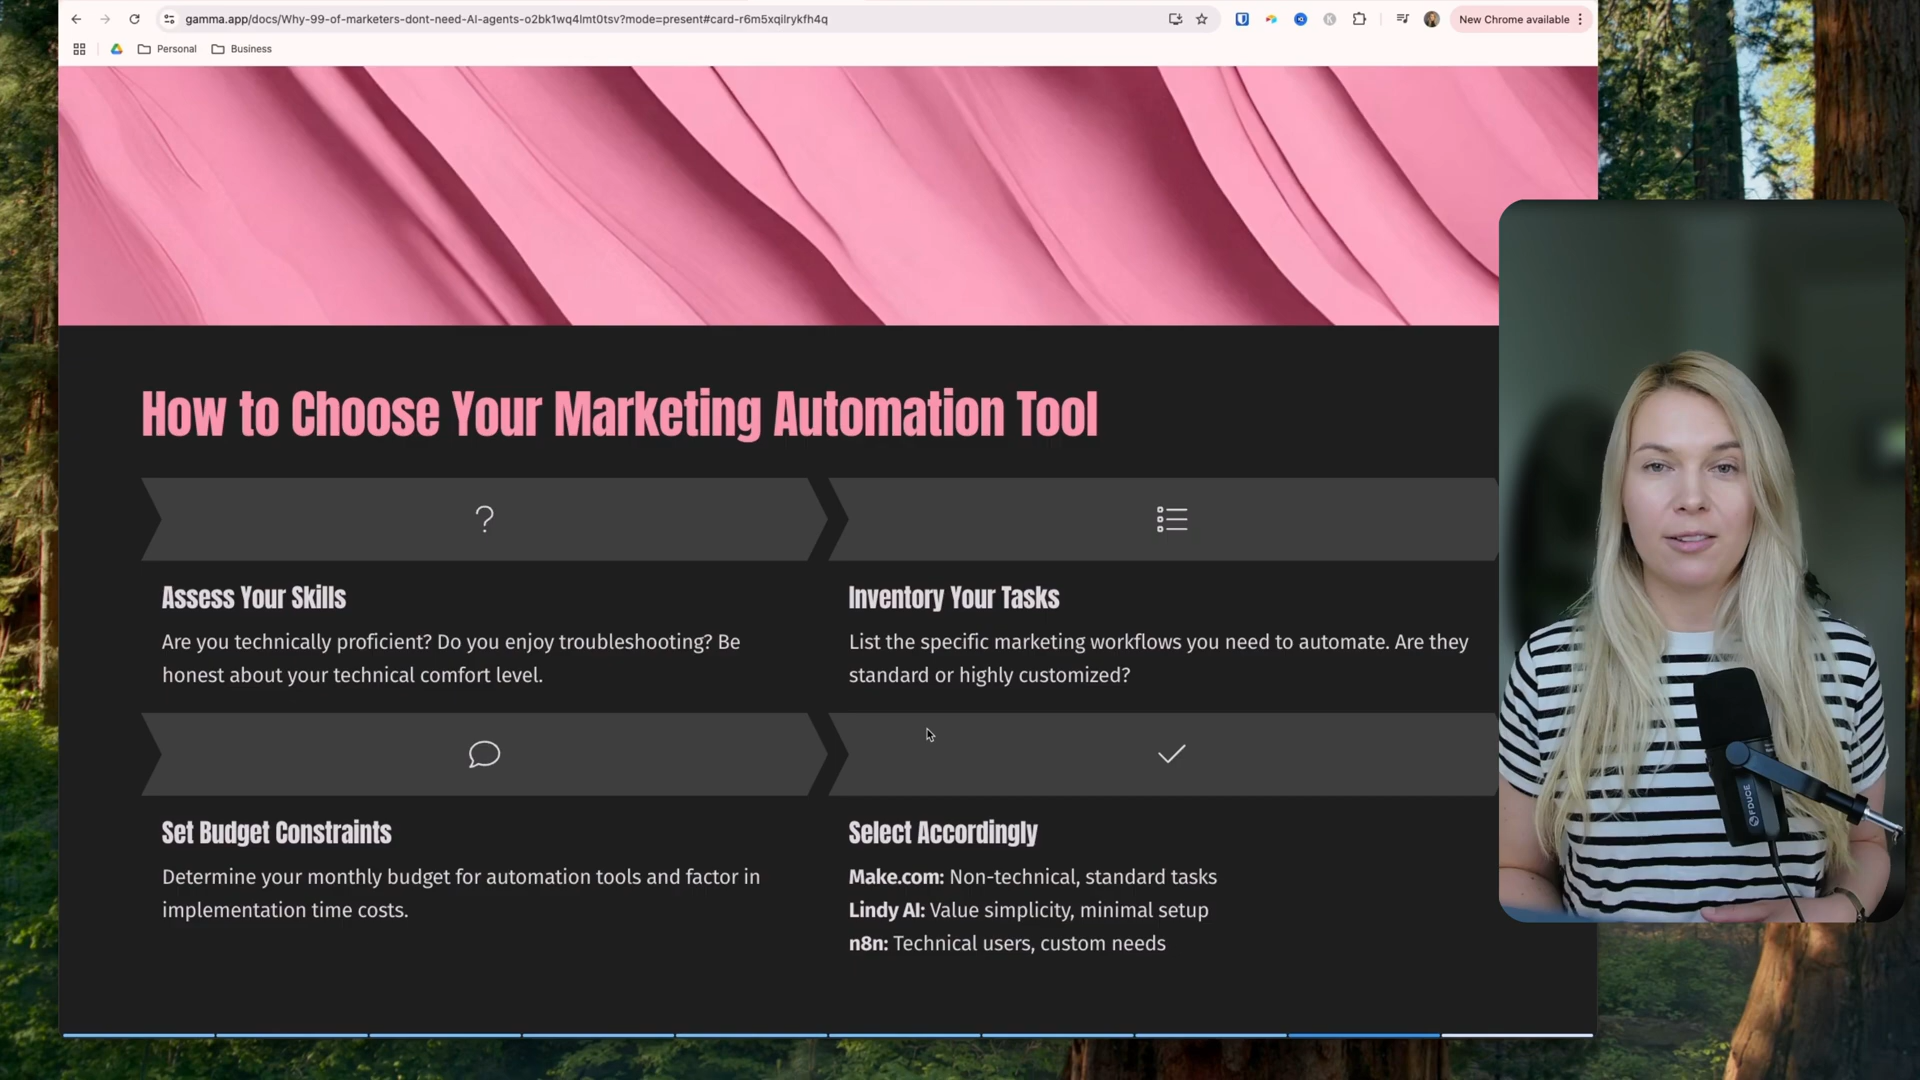 gamma.app/docs/Why-99-of-marketers-dont-need-AI-agents-o2bk1wq4lmt0tsv?mode=present#card-r6m5xqilrykfh4q
New Chrome available
Personal
Business
How to Choose Your Marketing Automation Tool
Assess Your Skills
Are you technically proficient? Do you enjoy troubleshooting? Be
honest about your technical comfort level.
Inventory Your Tasks
List the specific marketing workflows you need to automate. Are they
standard or highly customized?
Set Budget Constraints
Determine your monthly budget for automation tools and factor in
implementation time costs.
Select Accordingly
Make.com: Non-technical, standard tasks
Lindy AI: Value simplicity, minimal setup
n8n: Technical users, custom needs
FDUCE